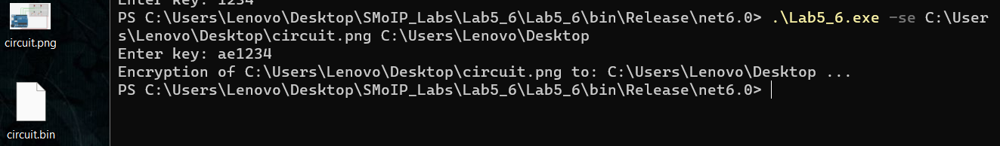 Enter key: 1234
PS C:\Users\Lenovo\Desktop\SMoIP_Labs\Lab5_6\Lab5_6\bin\Release\net6.0> .\Lab5_6.exe -se C:\User
s\Lenovo\Desktop\circuit.png C:\Users\Lenovo\Desktop
Enter key: ae1234
Encryption of C:\Users\Lenovo\Desktop\circuit.png to: C:\Users\Lenovo\Desktop ...
PS C:\Users\Lenovo\Desktop\SMoIP_Labs\Lab5_6\Lab5_6\bin\Release\net6.0>
circuit.png
circuit.bin